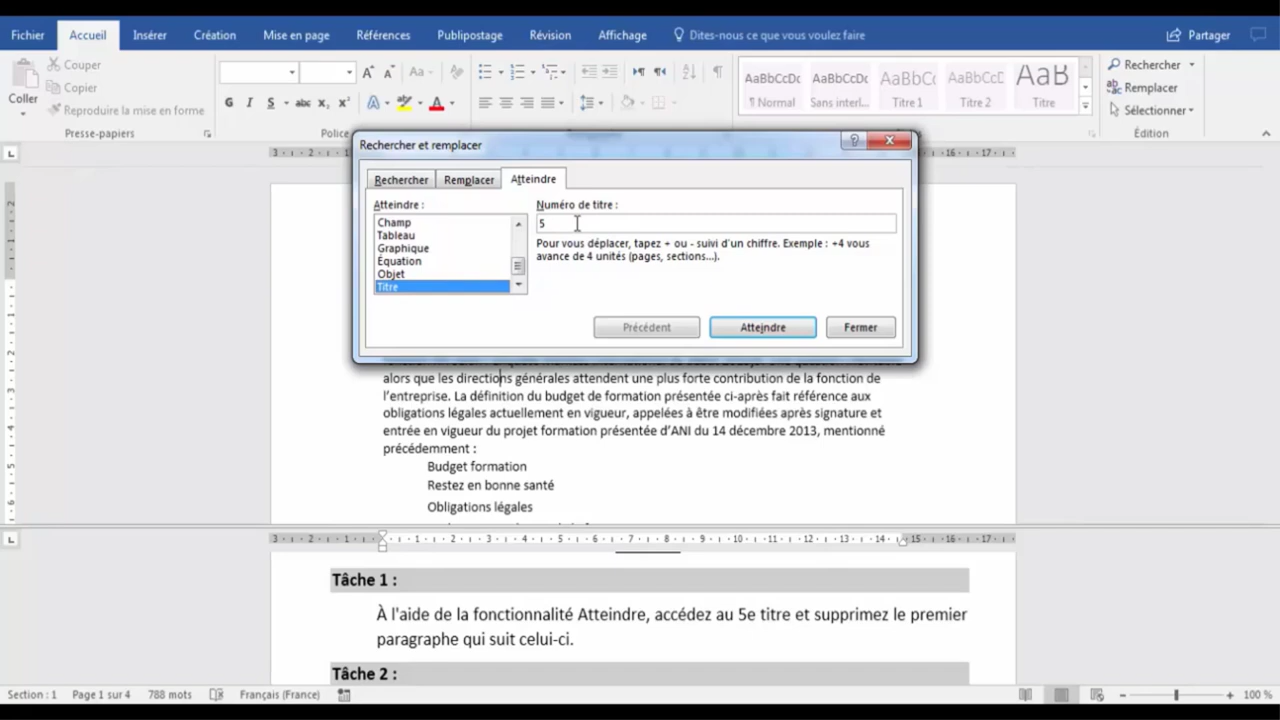 Fichier Accueil Insérer Création Mise en page Références Publipostage Révision Affichage Dites-nous ce que vous voulez faire Partager
Coller
Couper
Copier
Reproduire la mise en forme
Presse-papiers
Aa
G I S abc x₂ x²
A A
Police
AaBbCcDc AaBbCcDc AaBbCc AaBbCcD AaB
¶ Normal Sans interl... Titre 1 Titre 2 Titre
Rechercher
Remplacer
Sélectionner
Édition
Rechercher et remplacer
Rechercher Remplacer Atteindre
Atteindre :
Champ
Tableau
Graphique
Équation
Objet
Titre
Numéro de titre :
5
Pour vous déplacer, tapez + ou - suivi d'un chiffre. Exemple : +4 vous
avance de 4 unités (pages, sections...).
Précédent Atteindre Fermer
alors que les directions générales attendent une plus forte contribution de la fonction de
l'entreprise. La définition du budget de formation présentée ci-après fait référence aux
obligations légales actuellement en vigueur, appelées à être modifiées après signature et
entrée en vigueur du projet formation présentée d'ANI du 14 décembre 2013, mentionné
précédemment :
Budget formation
Restez en bonne santé
Obligations légales
Tâche 1 :
À l'aide de la fonctionnalité Atteindre, accédez au 5e titre et supprimez le premier
paragraphe qui suit celui-ci.
Tâche 2 :
Section : 1 Page 1 sur 4 788 mots Français (France) 100 %